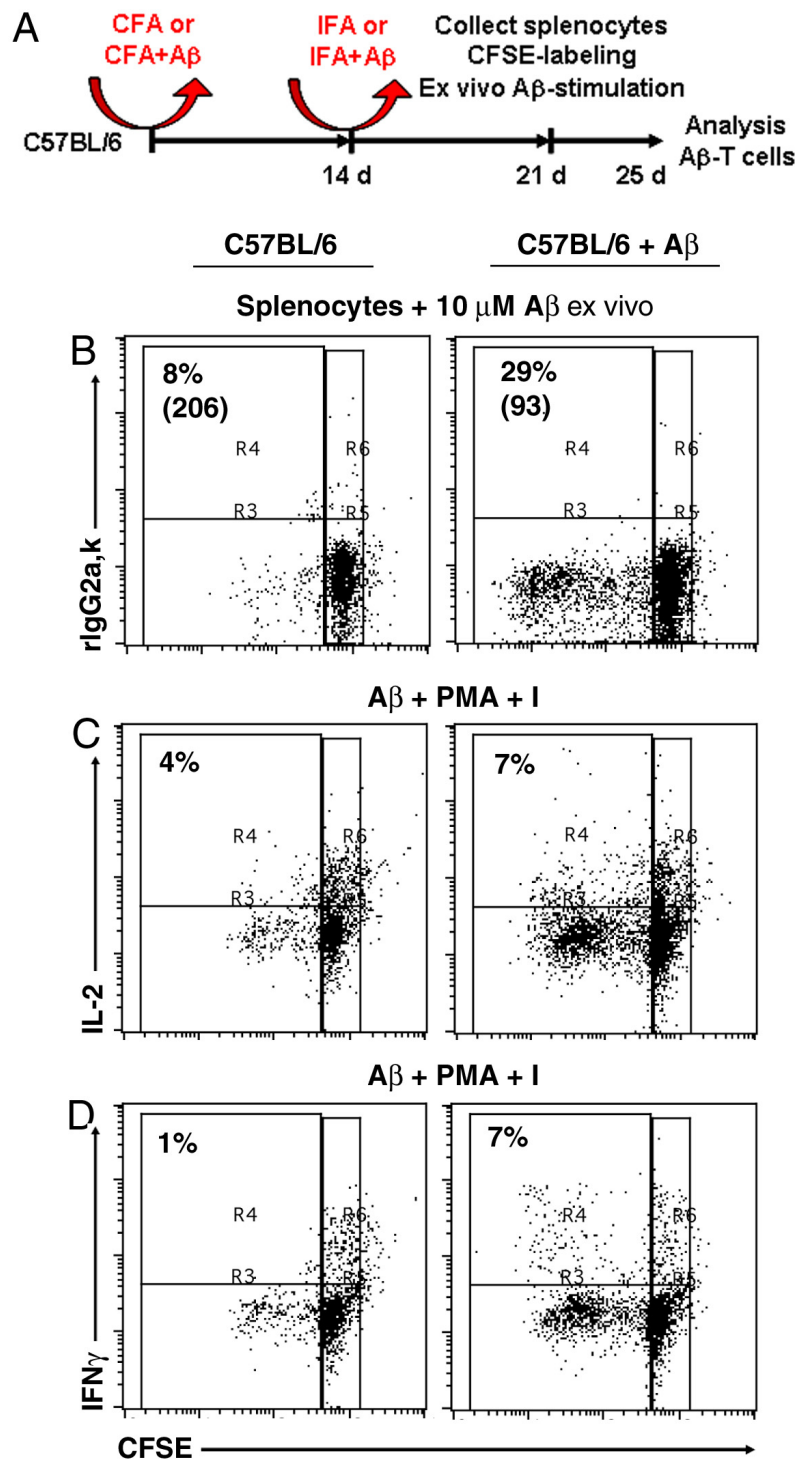 A
CFA or
CFA+Aβ
IFA or
IFA+Aβ
Collect splenocytes
CFSE-labeling
Ex vivo Aβ-stimulation
C57BL/6
14 d
21 d
25 d
Analysis
Aβ-T cells
C57BL/6
C57BL/6 + Aβ
Splenocytes + 10 μM Aβ ex vivo
B
rIgG2a,k
8%
(206)
R4
R6
R3
R5
29%
(93)
R4
R6
R3
R5
Aβ + PMA + I
C
IL-2
4%
R4
R6
R3
R5
7%
R4
R6
R3
R5
Aβ + PMA + I
D
IFNγ
1%
R4
R6
R3
R5
7%
R4
R6
R3
R5
CFSE